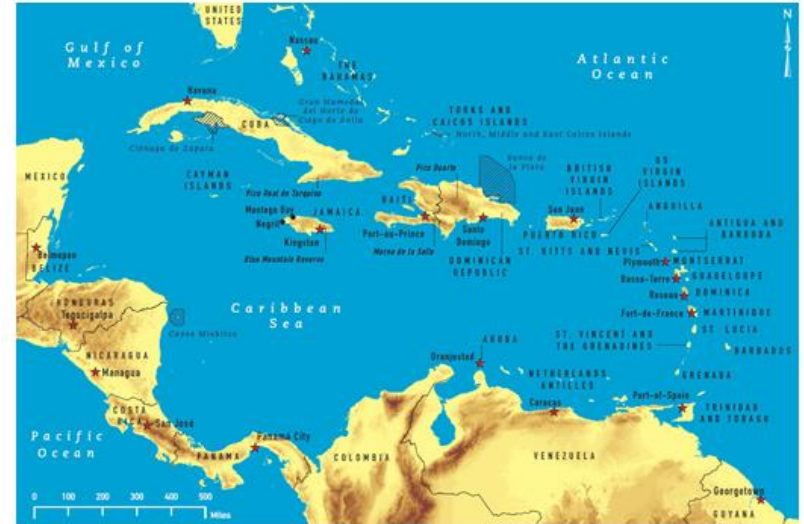 UNITED
STATES
N
Gulf of
Mexico
Nassau
Atlantic
Ocean
THE
BAHAMAS
Havana
Gran Humedal
del Norte de
Ciego de Avila
TURKS AND
CAICOS ISLANDS
North, Middle and East Caicos Islands
CUBA
Ciénaga de Zapata
Banco de
la Plata
MEXICO
CAYMAN
ISLANDS
Pico Duarte
BRITISH
VIRGIN
ISLANDS
US
VIRGIN
ISLANDS
Pico Real de Turquino
HAITI
ANGUILLA
Montego Bay
JAMAICA
San Juan
Negril
ANTIGUA AND
BARBUDA
Kingston
Port-au-Prince
Santo
Domingo
PUERTO RICO
Belmopan
BELIZE
Morne de la Selle
ST. KITTS AND NEVIS
Blue Mountain Reserve
DOMINICAN
REPUBLIC
Plymouth
MONTSERRAT
Basse-Terre
GUADELOUPE
Roseau
DOMINICA
HONDURAS
Tegucigalpa
Caribbean
Sea
Fort-de-France
MARTINIQUE
Cayos Miskitos
ARUBA
ST. VINCENT AND
THE GRENADINES
ST. LUCIA
NICARAGUA
Managua
Oranjestad
BARBADOS
NETHERLANDS
ANTILLES
GRENADA
Caracas
Port-of-Spain
COSTA
RICA
San José
TRINIDAD
AND TOBAGO
Pacific
Ocean
Panamá City
PANAMA
COLOMBIA
VENEZUELA
Georgetown
GUYANA
0 100 200 300 400 500
Miles